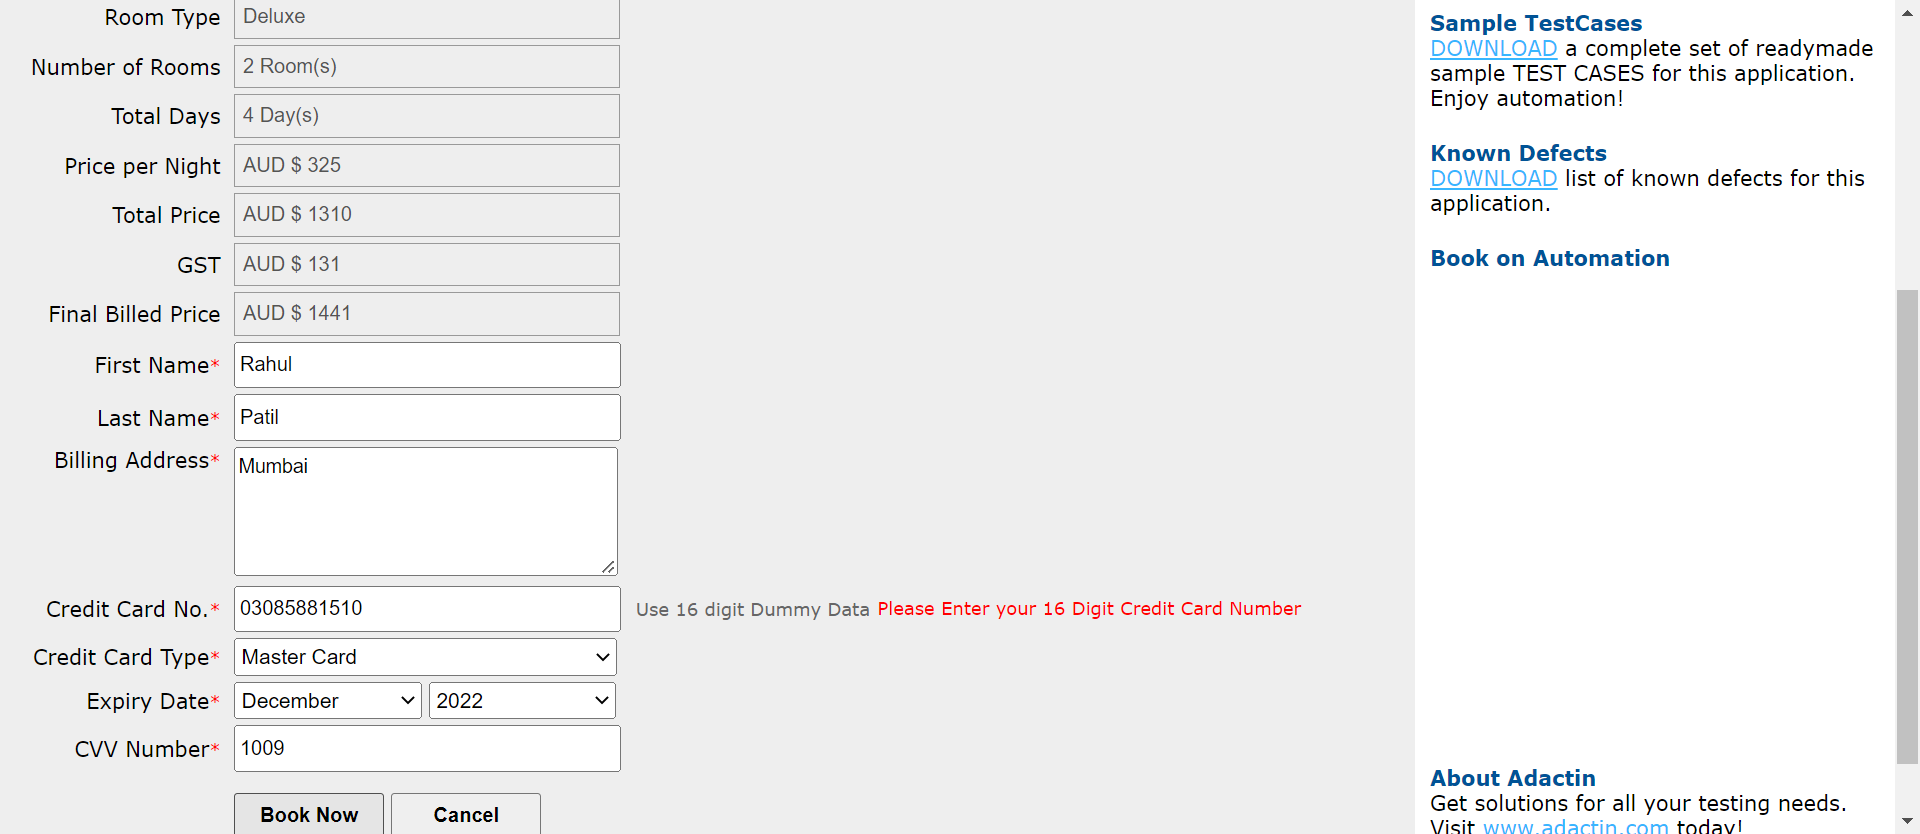 Room Type Deluxe
Number of Rooms 2 Room(s)
Total Days 4 Day(s)
Price per Night AUD $ 325
Total Price AUD $ 1310
GST AUD $ 131
Final Billed Price AUD $ 1441
First Name* Rahul
Last Name* Patil
Billing Address* Mumbai
Credit Card No.* 03085881510 Use 16 digit Dummy Data Please Enter your 16 Digit Credit Card Number
Credit Card Type* Master Card
Expiry Date* December 2022
CVV Number* 1009
Book Now Cancel
Sample TestCases
DOWNLOAD a complete set of readymade
sample TEST CASES for this application.
Enjoy automation!
Known Defects
DOWNLOAD list of known defects for this
application.
Book on Automation
About Adactin
Get solutions for all your testing needs.
Visit www.adactin.com today!